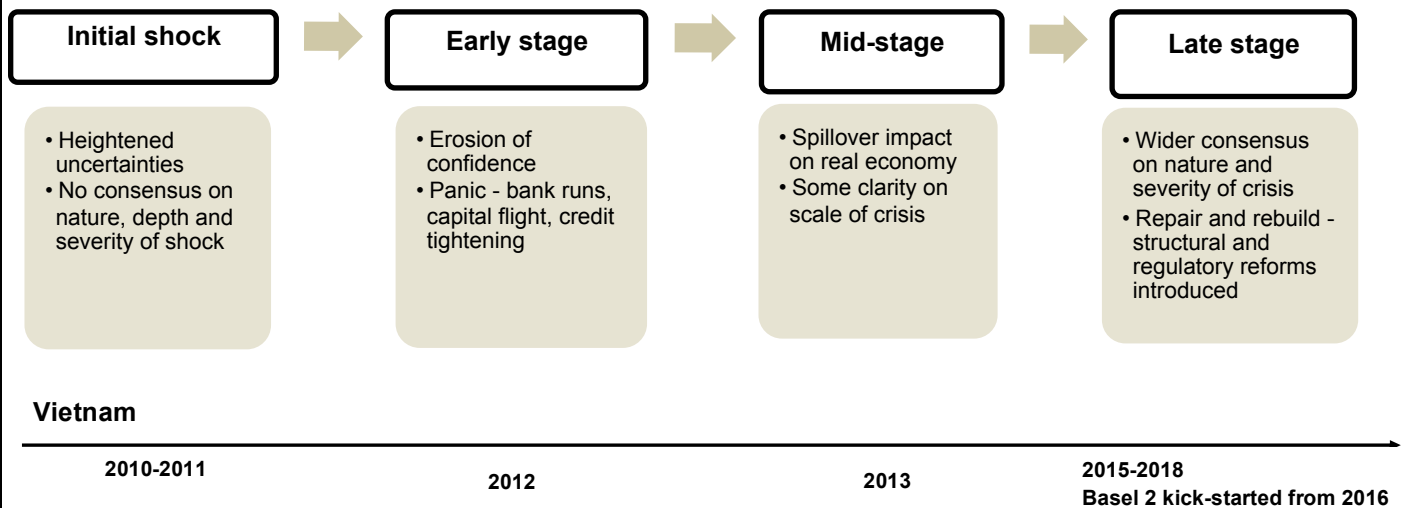 Initial shock
Early stage
Mid-stage
Late stage
• Heightened
uncertainties
• No consensus on
nature, depth and
severity of shock
• Erosion of
confidence
• Panic - bank runs,
capital flight, credit
tightening
• Spillover impact
on real economy
• Some clarity on
scale of crisis
• Wider consensus
on nature and
severity of crisis
• Repair and rebuild -
structural and
regulatory reforms
introduced
Vietnam
2010-2011
2012
2013
2015-2018
Basel 2 kick-started from 2016